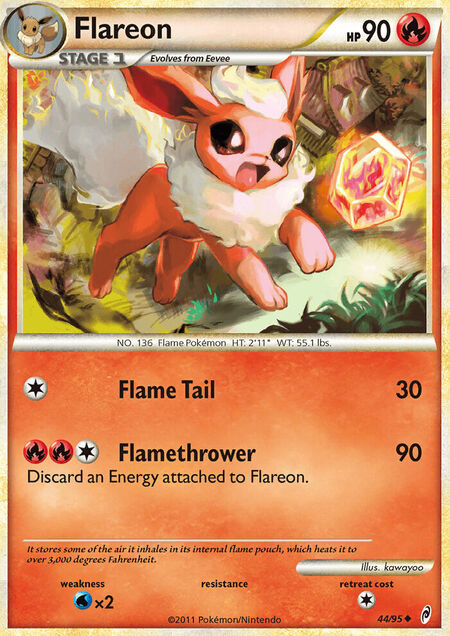 Flareon
HP 90
STAGE 1
Evolves from Eevee
NO. 136 Flame Pokémon HT: 2'11" WT: 55.1 lbs.
Flame Tail 30
Flamethrower 90
Discard an Energy attached to Flareon.
It stores some of the air it inhales in its internal flame pouch, which heats it to
over 3,000 degrees Fahrenheit.
Illus. kawayoo
weakness resistance retreat cost
×2
©2011 Pokémon/Nintendo 44/95